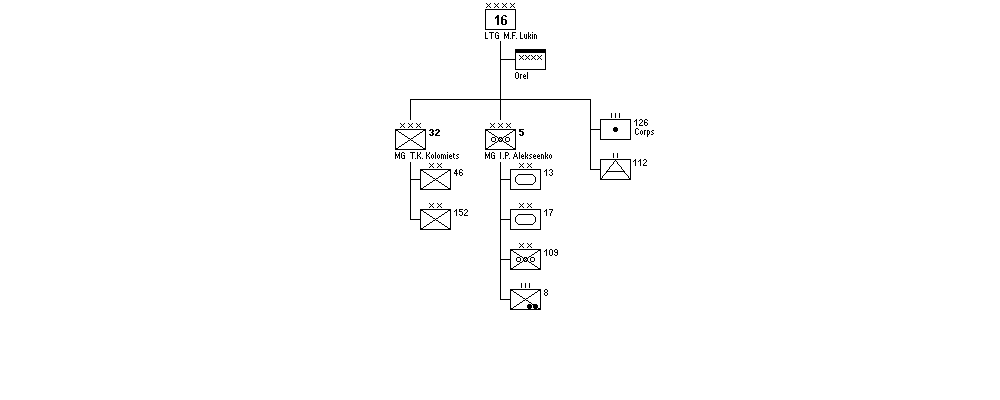 XXXX
16
LTG M.F. Lukin
XXXX
Orel
XXX
32
MG T.K. Kolomiets
XX
46
XX
152
XXX
5
MG I.P. Alekseenko
XX
13
XX
17
XX
109
III
8
III
126
Corps
II
112